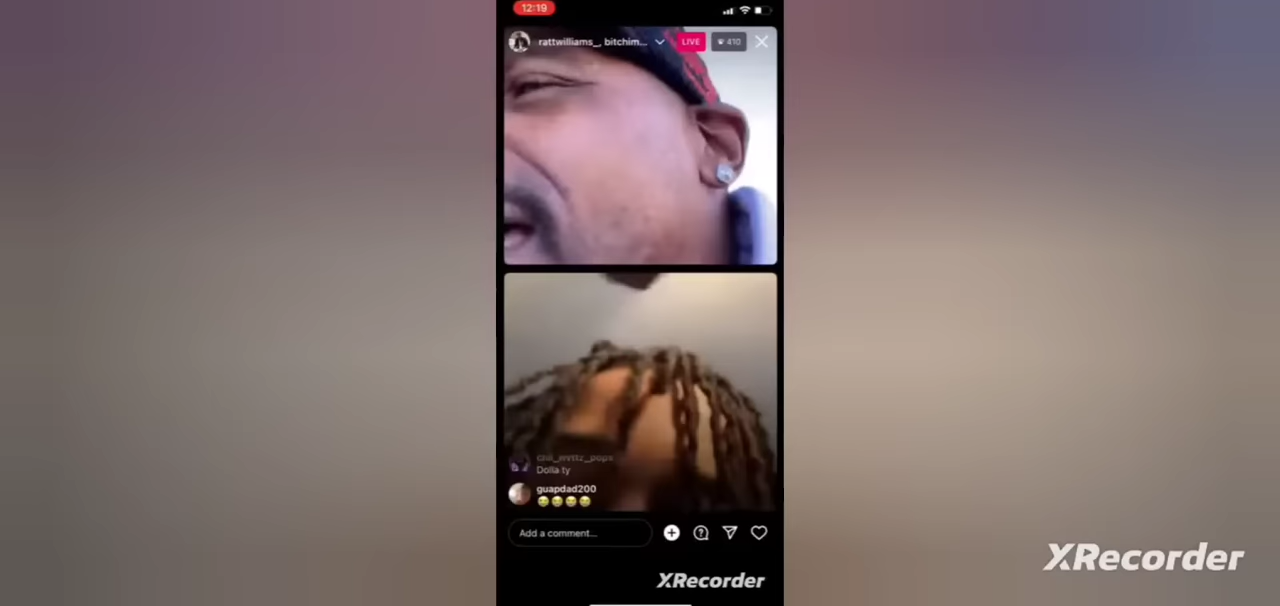 12:19
rattwilliams_, bitchim...
LIVE
410
Dolla ty
guapdad200
Add a comment...
XRecorder
XRecorder